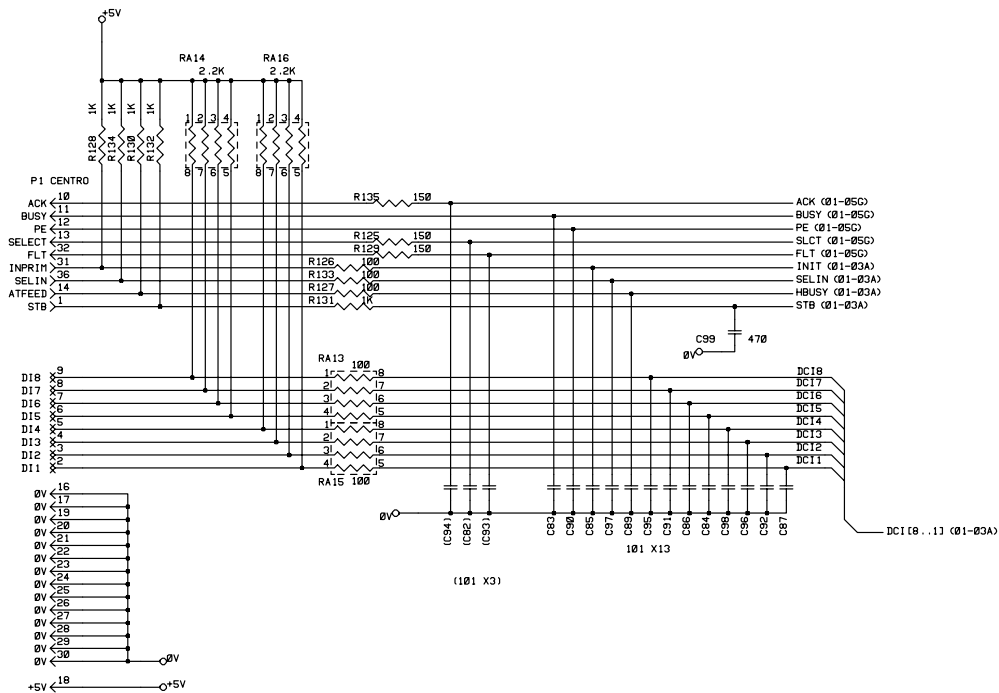 +5V
RA14 RA16
2.2K 2.2K
1K 1K 1K 1K
R128 R134 R130 R132
1 2 3 4 1 2 3 4
8 7 6 5 8 7 6 5
P1 CENTRO
ACK 10 R135 150 ACK (01-05G)
BUSY 11 BUSY (01-05G)
PE 12 PE (01-05G)
SELECT 13 R125 150 SLCT (01-05G)
FLT 32 R129 150 FLT (01-05G)
INPRIM 31 R126 100 INIT (01-03A)
SELIN 36 R133 100 SELIN (01-03A)
ATFEED 14 R127 100 HBUSY (01-03A)
STB 1 R131 1K STB (01-03A)
C99 470
0V
RA13 100
DI8 9 1 8 DCI8
DI7 8 2 7 DCI7
DI6 7 3 6 DCI6
DI5 6 4 5 DCI5
DI4 5 1 8 DCI4
DI3 4 2 7 DCI3
DI2 3 3 6 DCI2
DI1 2 4 5 DCI1
RA15 100
0V
(C94) (C82) (C93) C83 C90 C85 C97 C89 C95 C91 C86 C84 C98 C96 C92 C87
101 X13
(101 X3)
DCI[8..1] (01-03A)
0V 16
0V 17
0V 19
0V 20
0V 21
0V 22
0V 23
0V 24
0V 25
0V 26
0V 27
0V 28
0V 29
0V 30 0V
+5V 18 +5V